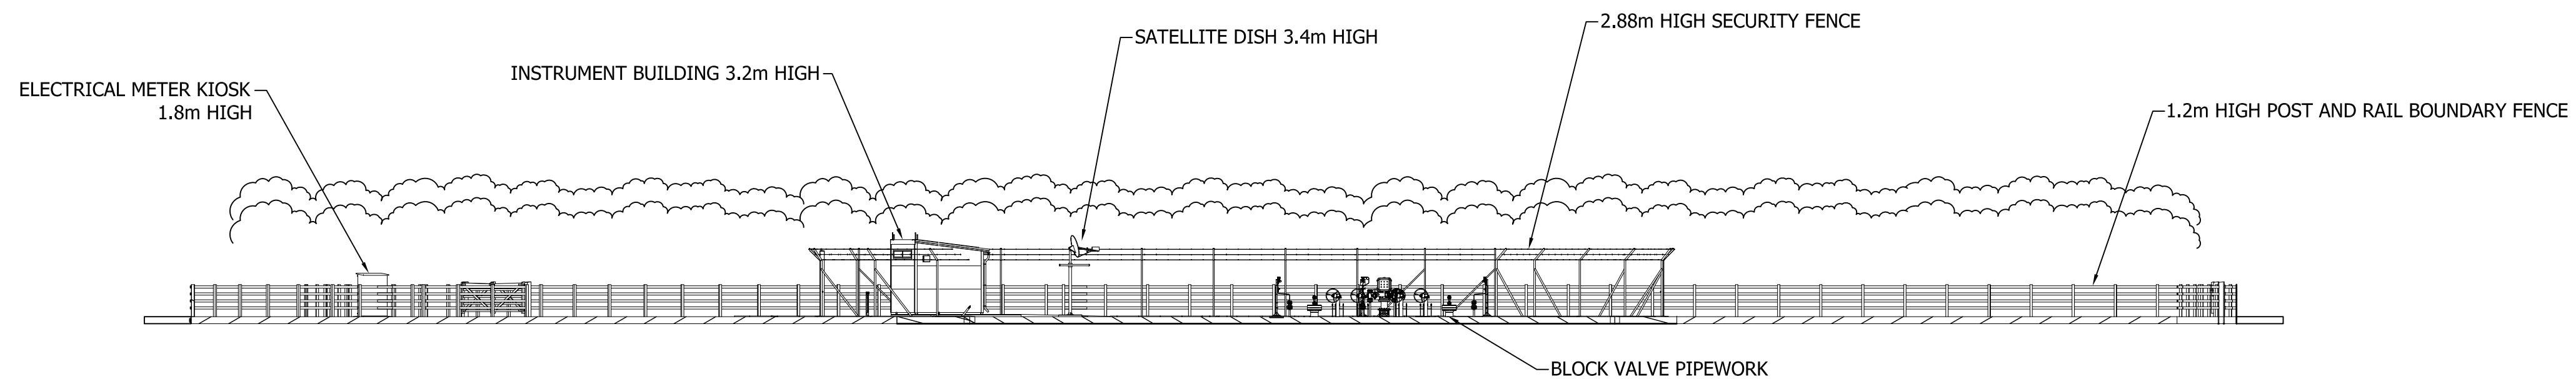 2.88m HIGH SECURITY FENCE
SATELLITE DISH 3.4m HIGH
INSTRUMENT BUILDING 3.2m HIGH
ELECTRICAL METER KIOSK
1.8m HIGH
1.2m HIGH POST AND RAIL BOUNDARY FENCE
BLOCK VALVE PIPEWORK